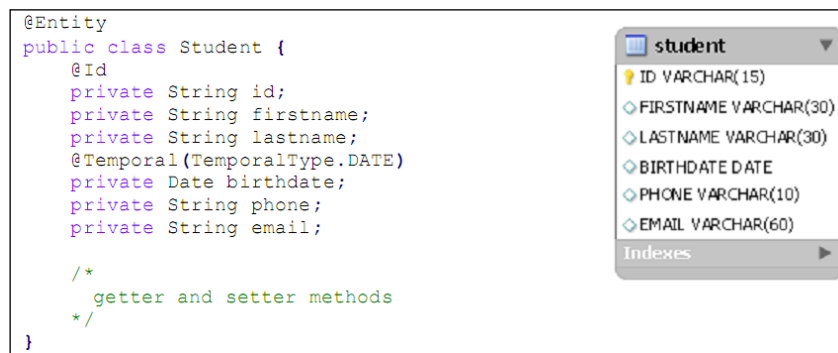 @Entity
public class Student {
@Id
private String id;
private String firstname;
private String lastname;
@Temporal(TemporalType.DATE)
private Date birthdate;
private String phone;
private String email;
/*
getter and setter methods
*/
}
student
ID VARCHAR(15)
FIRSTNAME VARCHAR(30)
LASTNAME VARCHAR(30)
BIRTHDATE DATE
PHONE VARCHAR(10)
EMAIL VARCHAR(60)
Indexes